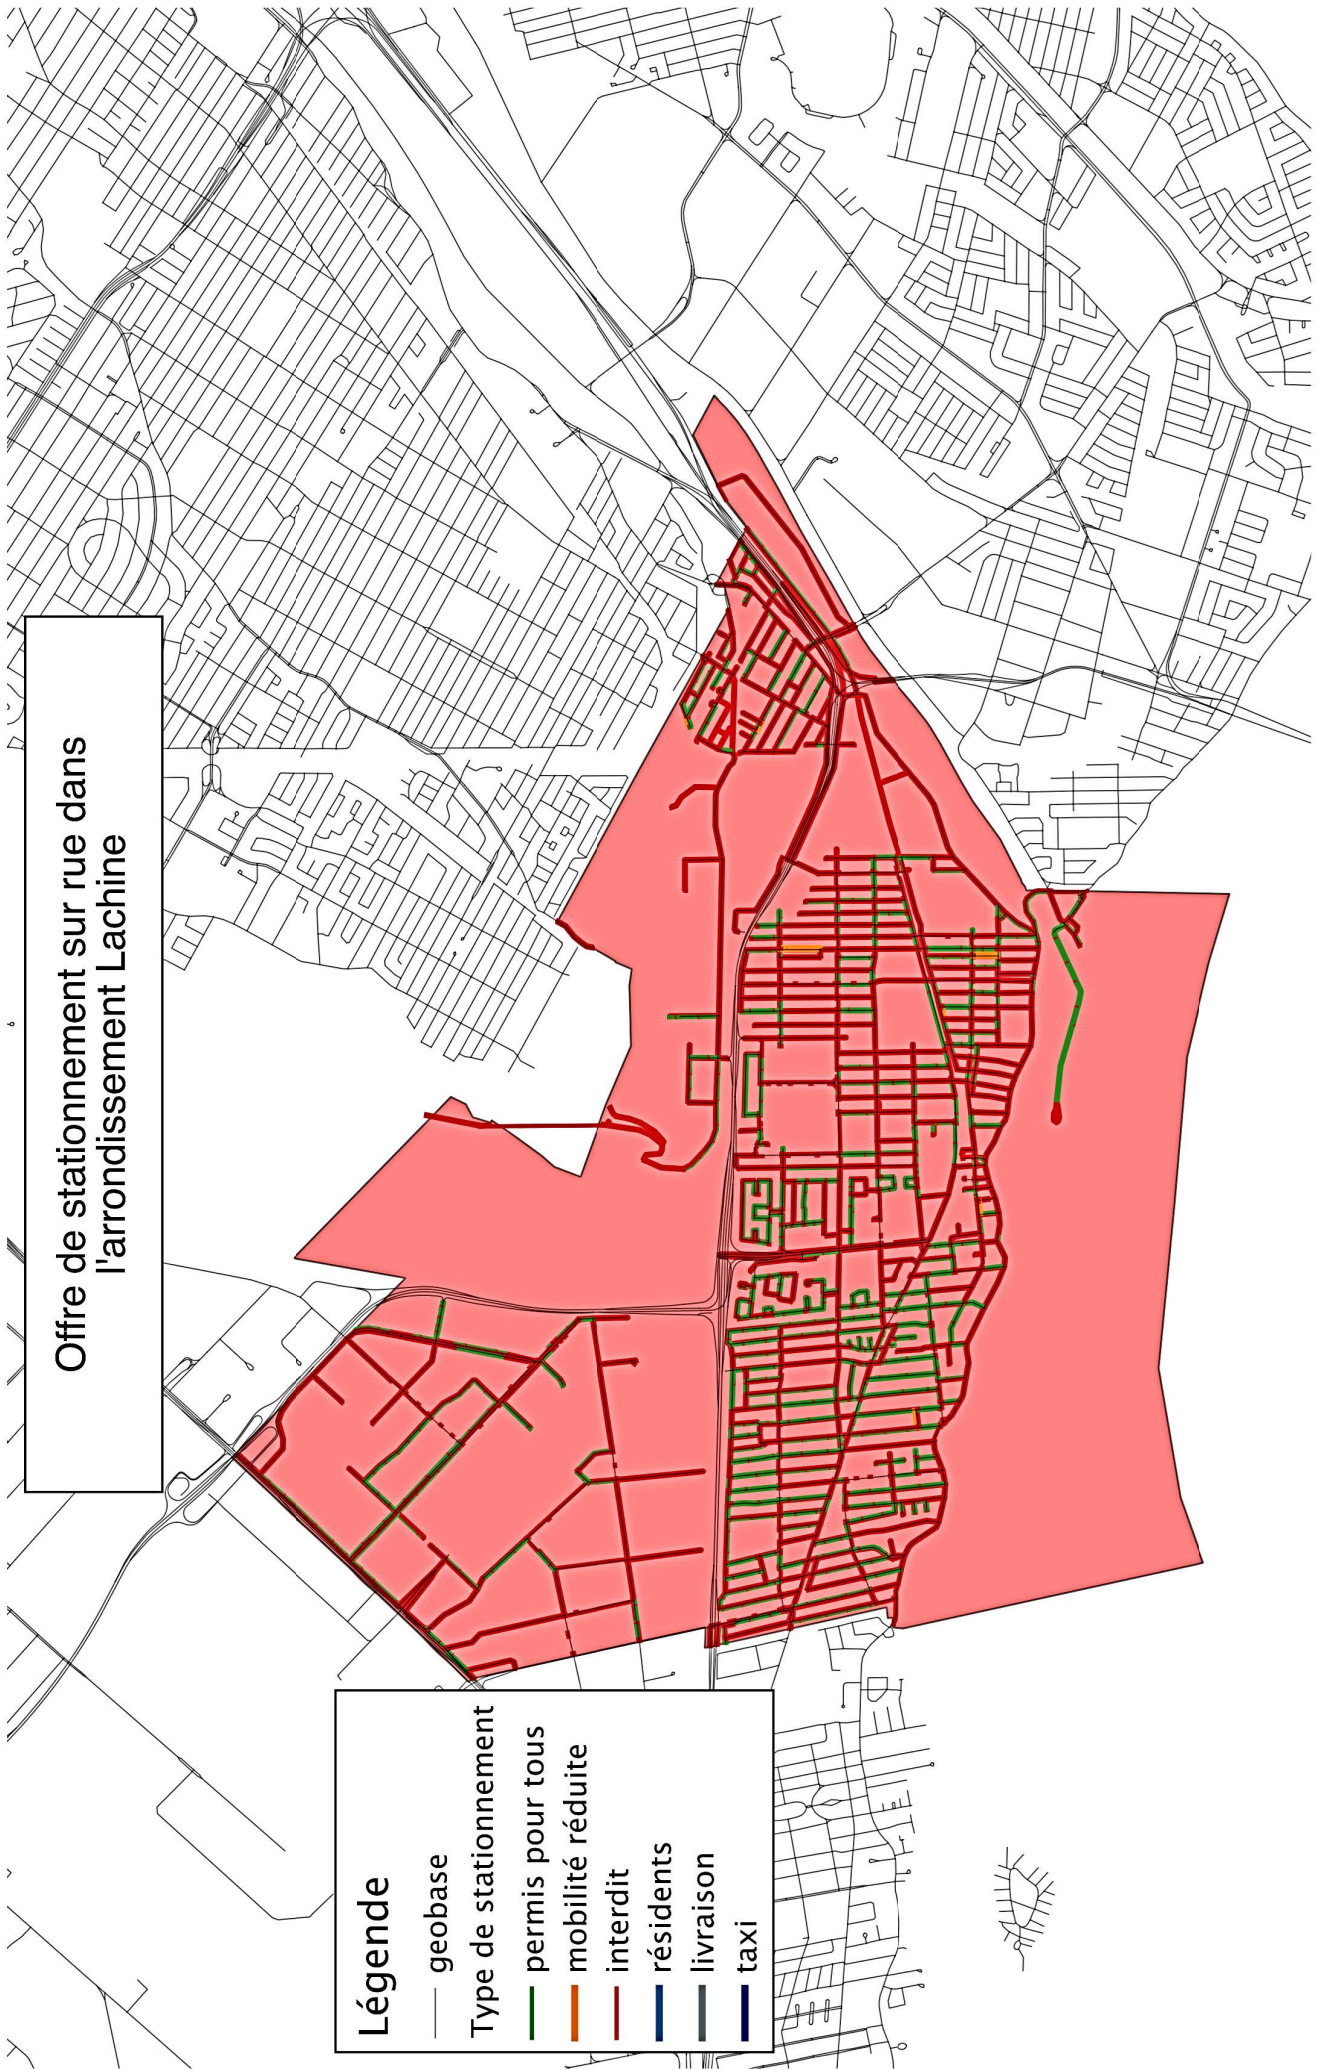 Offre de stationnement sur rue dans
l'arrondissement Lachine
Légende
geobase
Type de stationnement
permis pour tous
mobilité réduite
interdit
résidents
livraison
taxi